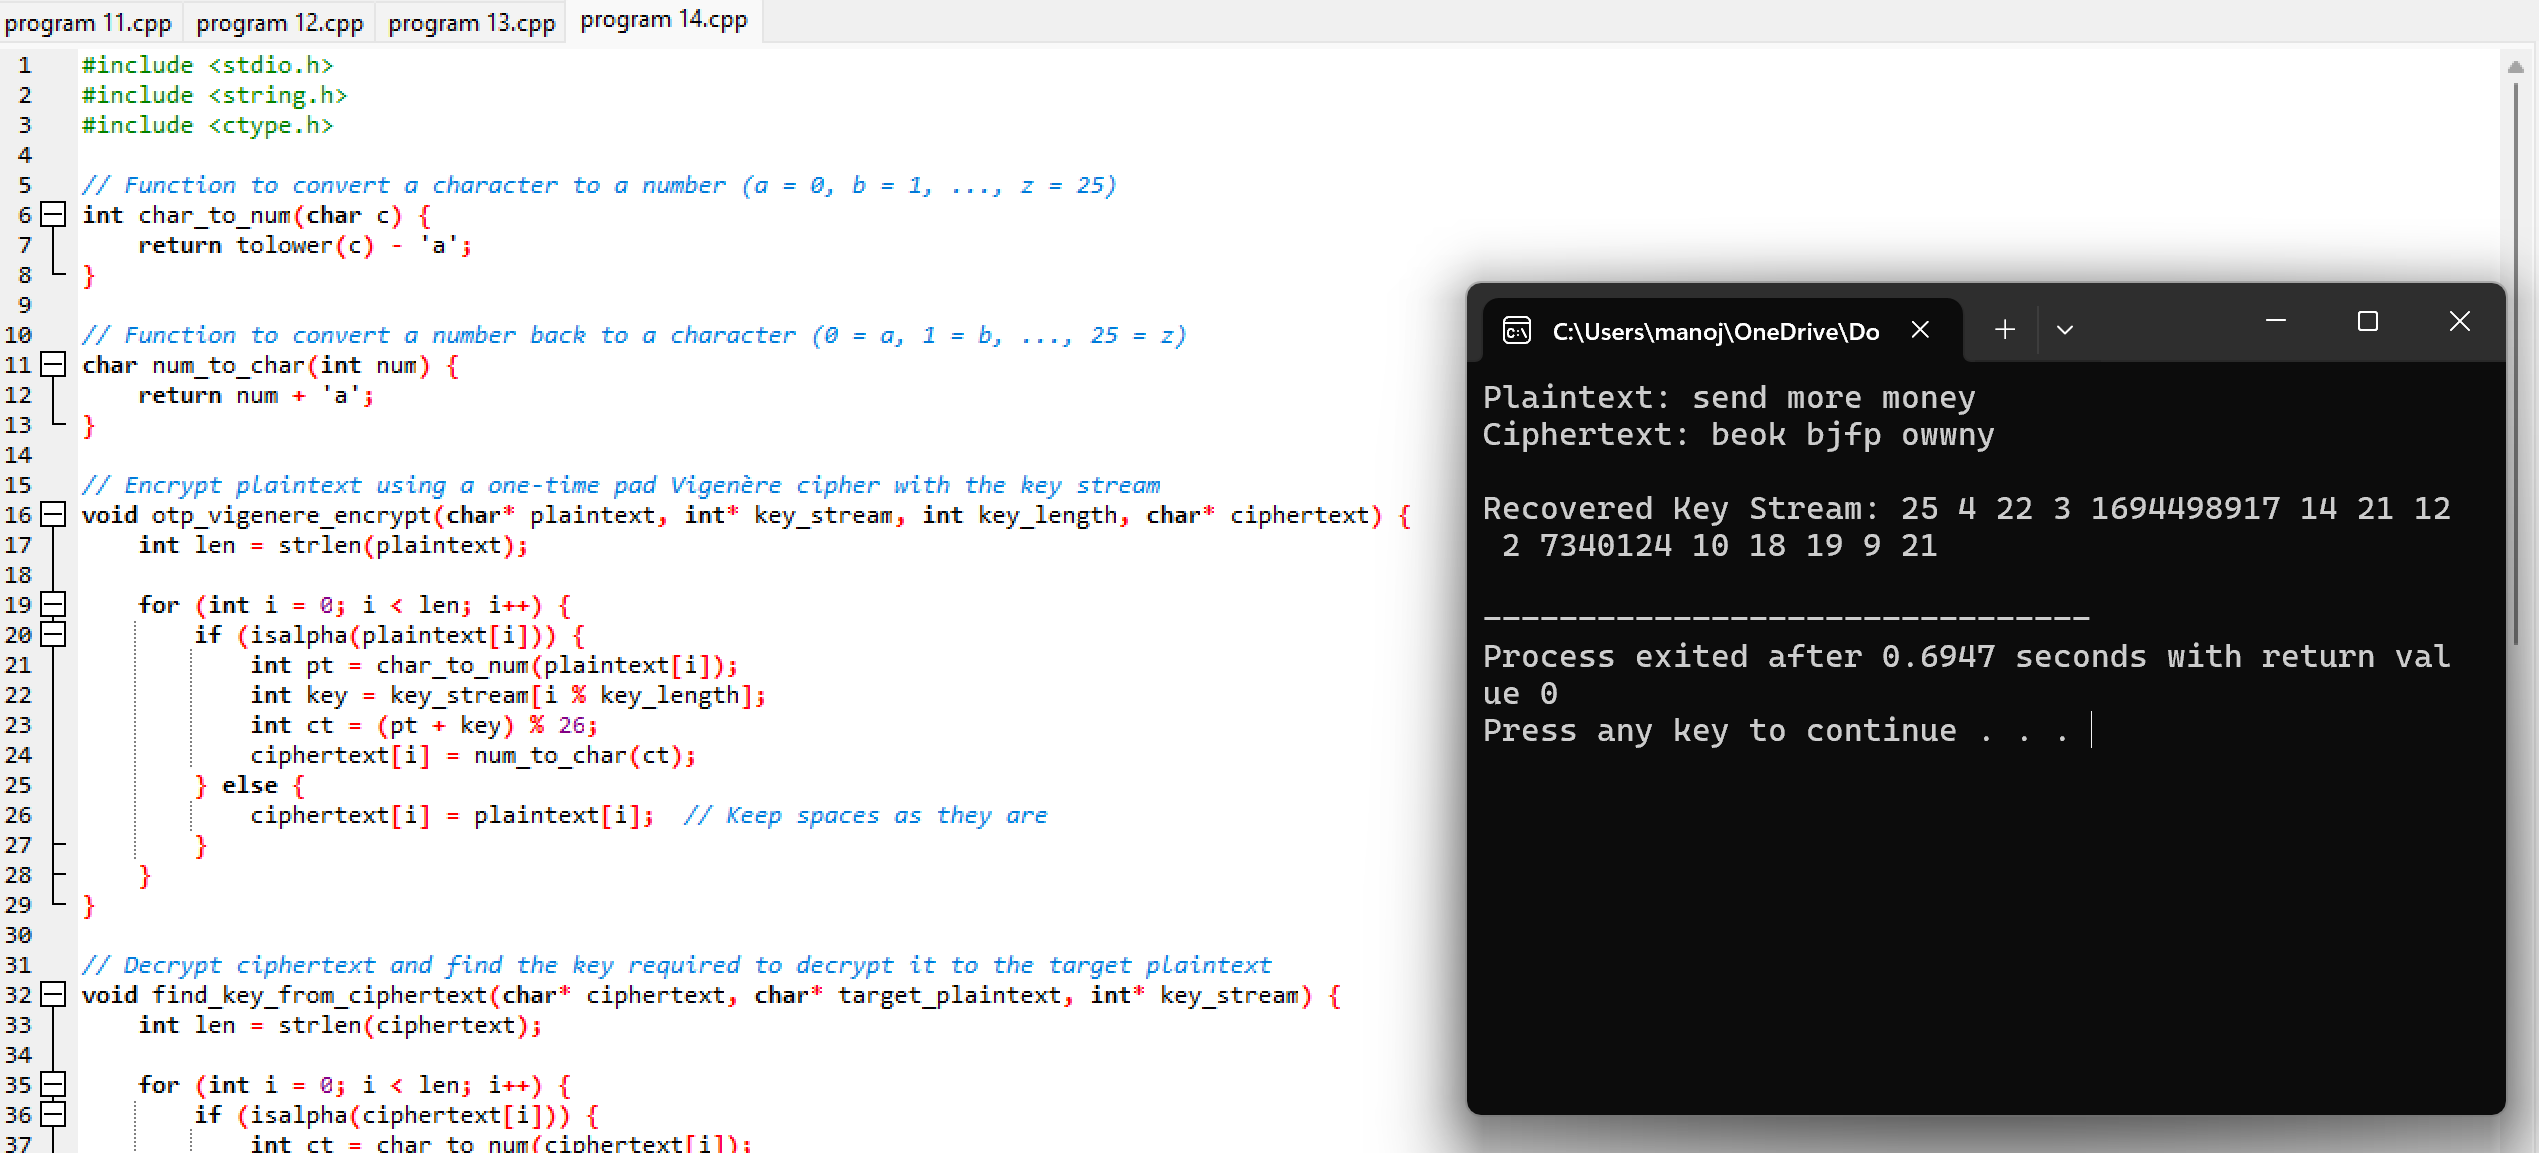 program 11.cpp program 12.cpp program 13.cpp program 14.cpp
1 #include <stdio.h>
2 #include <string.h>
3 #include <ctype.h>
4
5 // Function to convert a character to a number (a = 0, b = 1, ..., z = 25)
6 int char_to_num(char c) {
7     return tolower(c) - 'a';
8 }
9
10 // Function to convert a number back to a character (0 = a, 1 = b, ..., 25 = z)
11 char num_to_char(int num) {
12     return num + 'a';
13 }
14
15 // Encrypt plaintext using a one-time pad Vigenère cipher with the key stream
16 void otp_vigenere_encrypt(char* plaintext, int* key_stream, int key_length, char* ciphertext) {
17     int len = strlen(plaintext);
18
19     for (int i = 0; i < len; i++) {
20         if (isalpha(plaintext[i])) {
21             int pt = char_to_num(plaintext[i]);
22             int key = key_stream[i % key_length];
23             int ct = (pt + key) % 26;
24             ciphertext[i] = num_to_char(ct);
25         } else {
26             ciphertext[i] = plaintext[i];  // Keep spaces as they are
27         }
28     }
29 }
30
31 // Decrypt ciphertext and find the key required to decrypt it to the target plaintext
32 void find_key_from_ciphertext(char* ciphertext, char* target_plaintext, int* key_stream) {
33     int len = strlen(ciphertext);
34
35     for (int i = 0; i < len; i++) {
36         if (isalpha(ciphertext[i])) {
37             int ct = char_to_num(ciphertext[i]);
C:\Users\manoj\OneDrive\Do
Plaintext: send more money
Ciphertext: beok bjfp owwny
Recovered Key Stream: 25 4 22 3 1694498917 14 21 12
 2 7340124 10 18 19 9 21
--------------------------------
Process exited after 0.6947 seconds with return val
ue 0
Press any key to continue . . .